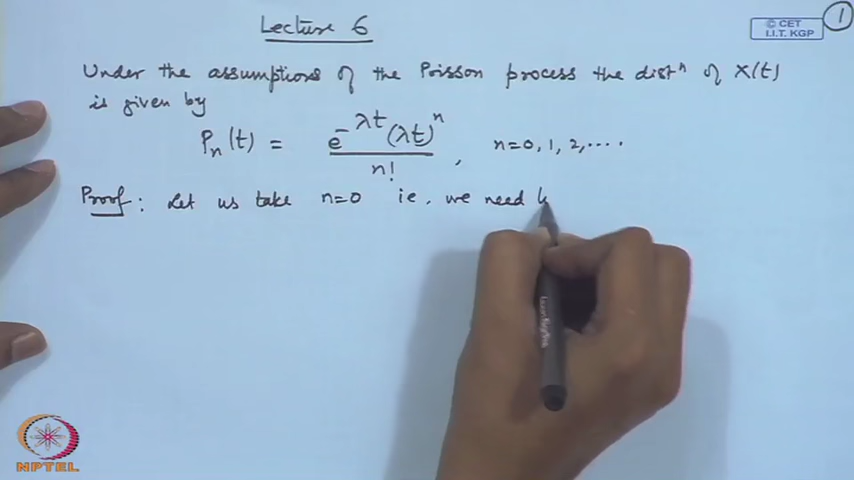 Lecture 6
© CET
I.I.T. KGP
1
Under the assumptions of the Poisson process the distⁿ of X(t)
is given by
Pₙ(t) = e^{-λt}(λt)^n / n! , n=0, 1, 2, ....
Proof: Let us take n=0 ie. we need
NPTEL